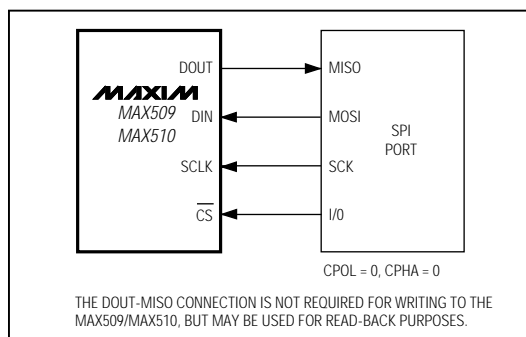 DOUT
MISO
MAXIM
MAX509
MAX510
DIN
MOSI
SPI
PORT
SCLK
SCK
CS
I/0
CPOL = 0, CPHA = 0
THE DOUT-MISO CONNECTION IS NOT REQUIRED FOR WRITING TO THE
MAX509/MAX510, BUT MAY BE USED FOR READ-BACK PURPOSES.